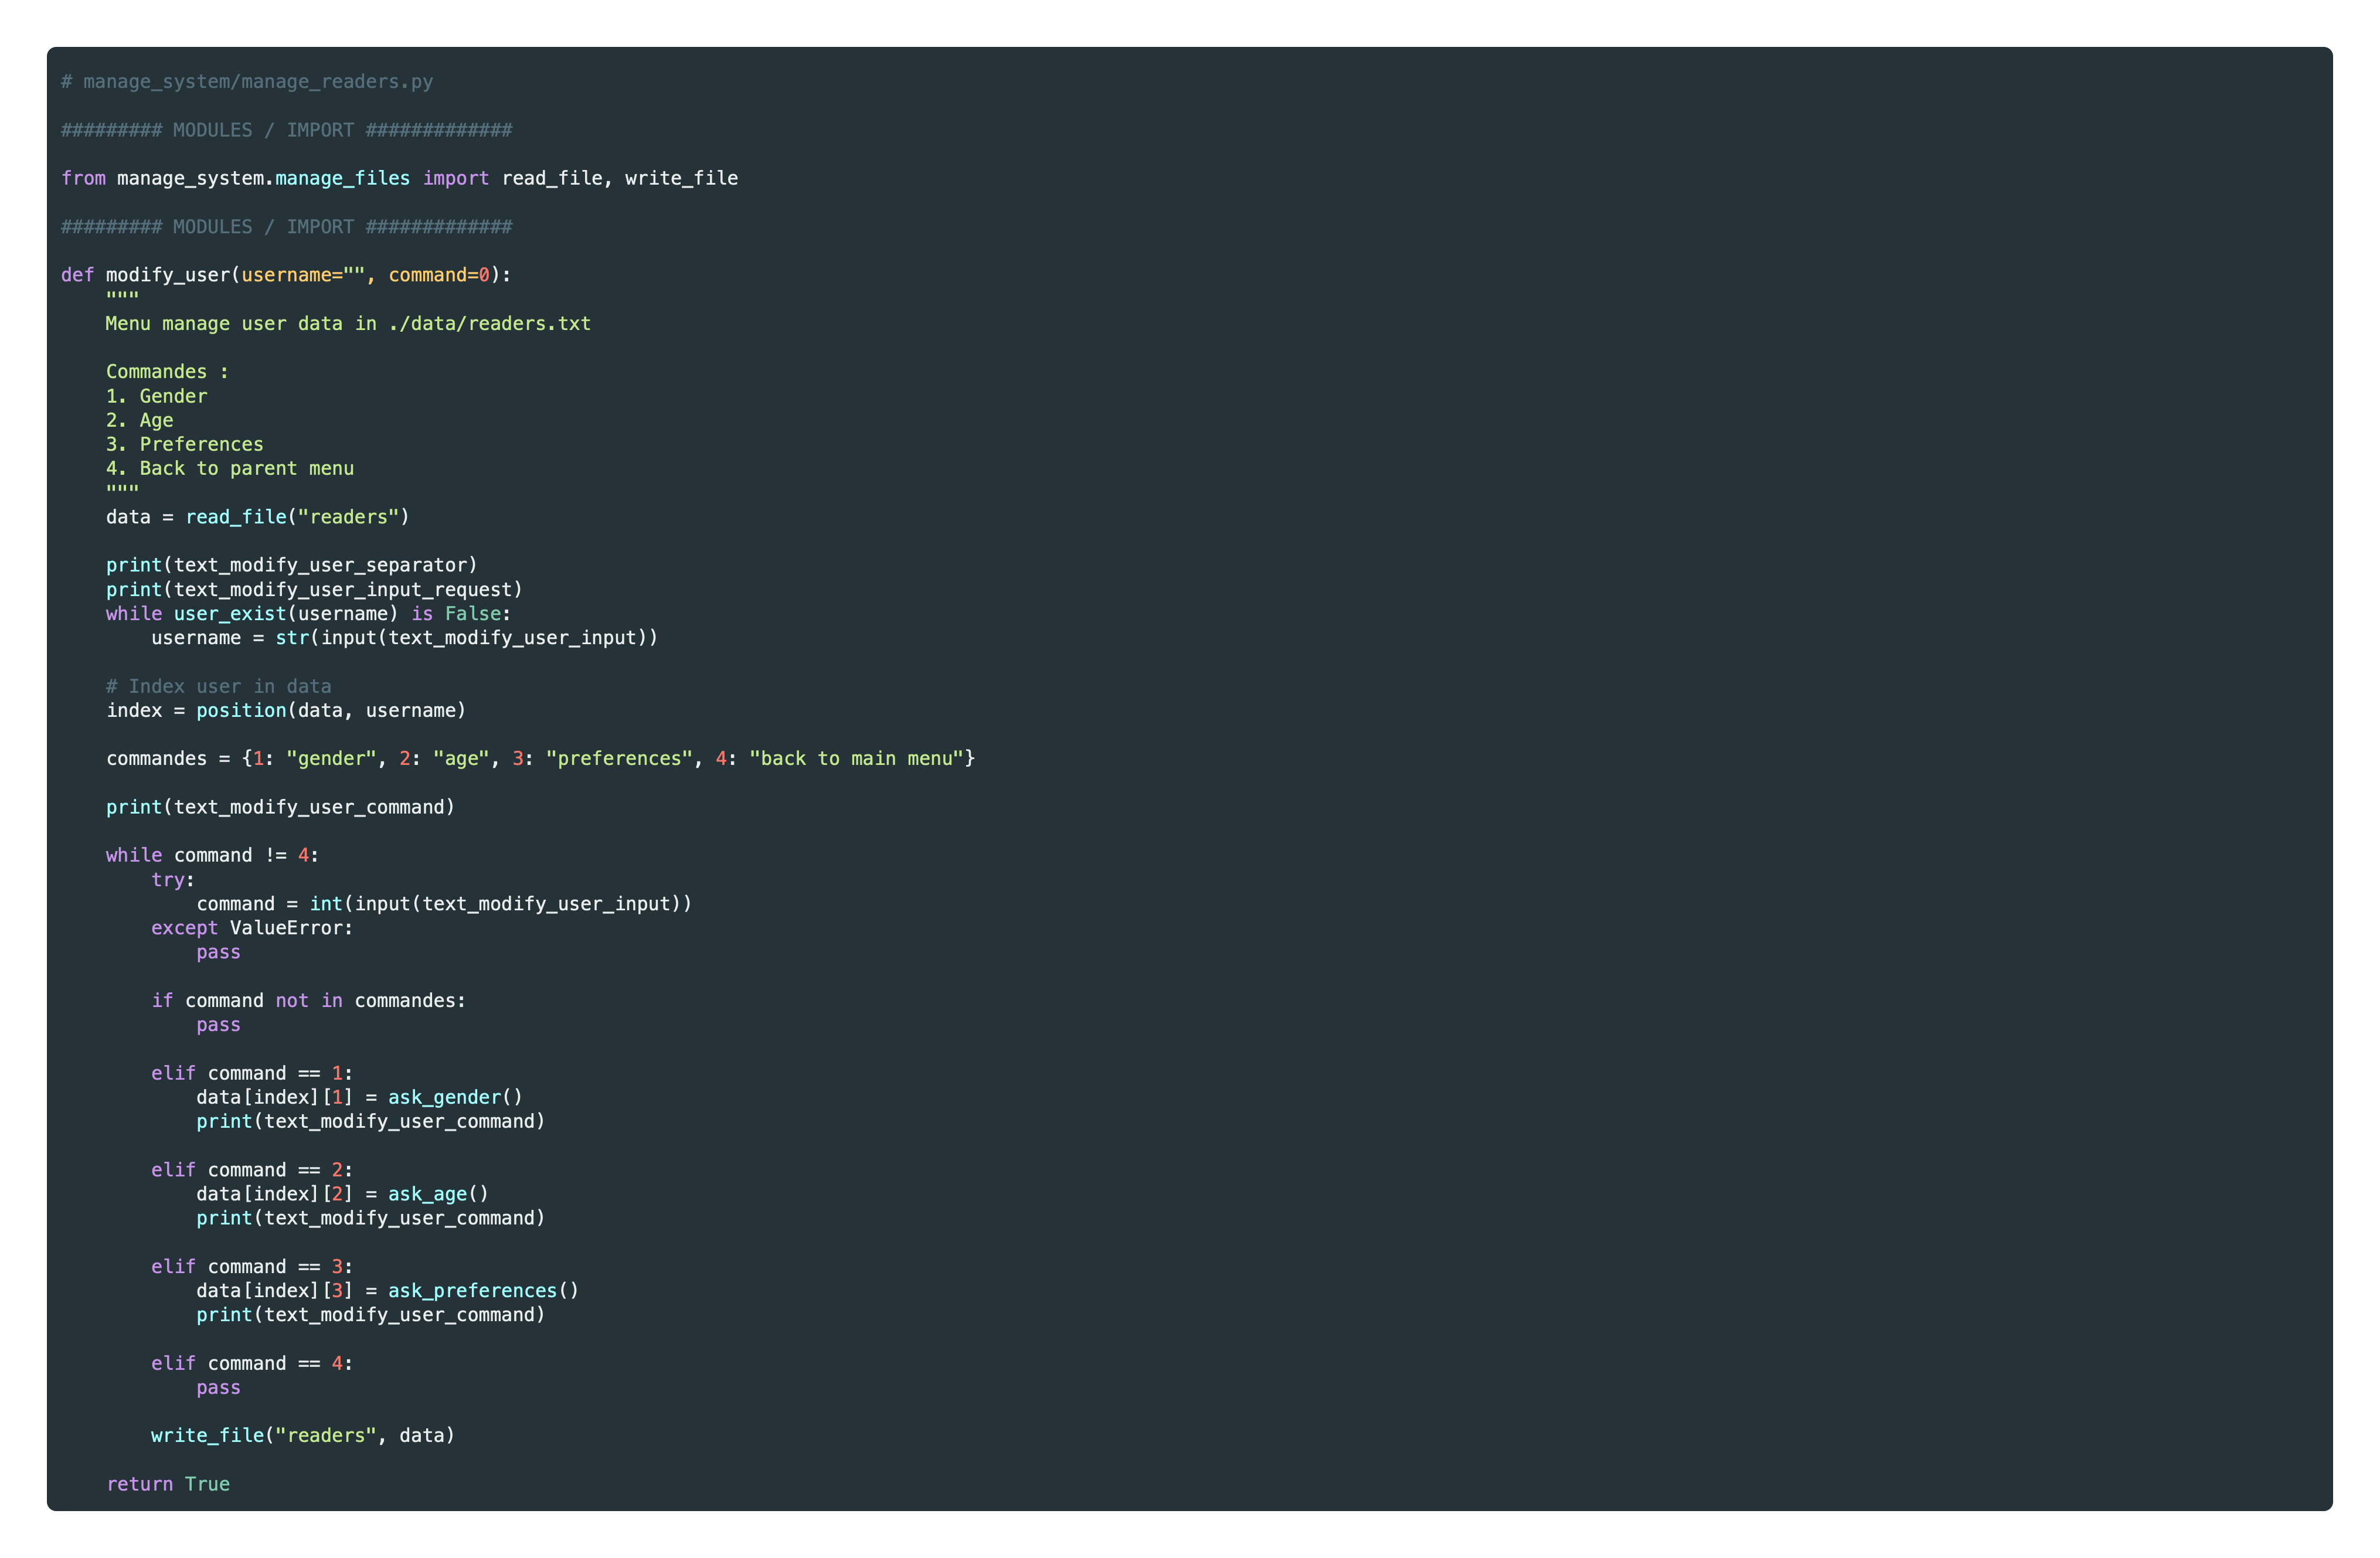 # manage_system/manage_readers.py
######### MODULES / IMPORT #############
from manage_system.manage_files import read_file, write_file
######### MODULES / IMPORT #############
def modify_user(username="", command=0):
    """
    Menu manage user data in ./data/readers.txt
    Commandes :
    1. Gender
    2. Age
    3. Preferences
    4. Back to parent menu
    """
    data = read_file("readers")
    print(text_modify_user_separator)
    print(text_modify_user_input_request)
    while user_exist(username) is False:
        username = str(input(text_modify_user_input))
    # Index user in data
    index = position(data, username)
    commandes = {1: "gender", 2: "age", 3: "preferences", 4: "back to main menu"}
    print(text_modify_user_command)
    while command != 4:
        try:
            command = int(input(text_modify_user_input))
        except ValueError:
            pass
        if command not in commandes:
            pass
        elif command == 1:
            data[index][1] = ask_gender()
            print(text_modify_user_command)
        elif command == 2:
            data[index][2] = ask_age()
            print(text_modify_user_command)
        elif command == 3:
            data[index][3] = ask_preferences()
            print(text_modify_user_command)
        elif command == 4:
            pass
        write_file("readers", data)
    return True